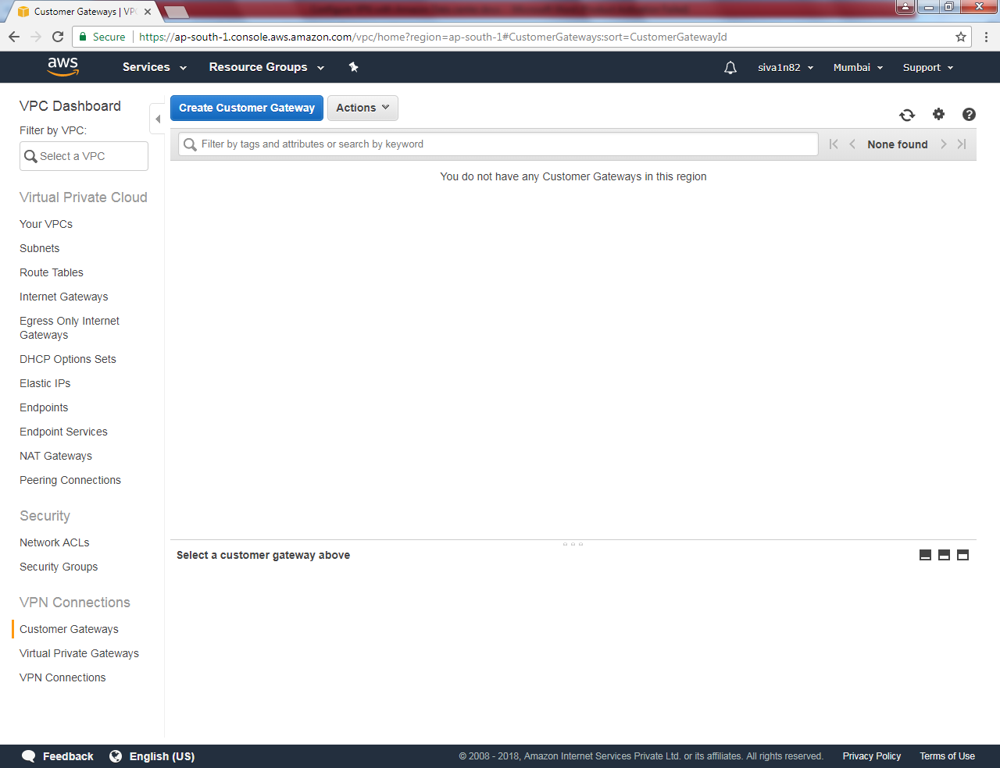 Customer Gateways | VPC
Secure
https://ap-south-1.console.aws.amazon.com/vpc/home?region=ap-south-1#CustomerGateways:sort=CustomerGatewayId
aws
Services
Resource Groups
siva1n82
Mumbai
Support
VPC Dashboard
Filter by VPC:
Select a VPC
Virtual Private Cloud
Your VPCs
Subnets
Route Tables
Internet Gateways
Egress Only Internet
Gateways
DHCP Options Sets
Elastic IPs
Endpoints
Endpoint Services
NAT Gateways
Peering Connections
Security
Network ACLs
Security Groups
VPN Connections
Customer Gateways
Virtual Private Gateways
VPN Connections
Create Customer Gateway
Actions
Filter by tags and attributes or search by keyword
None found
You do not have any Customer Gateways in this region
Select a customer gateway above
Feedback
English (US)
© 2008 - 2018, Amazon Internet Services Private Ltd. or its affiliates. All rights reserved.
Privacy Policy
Terms of Use